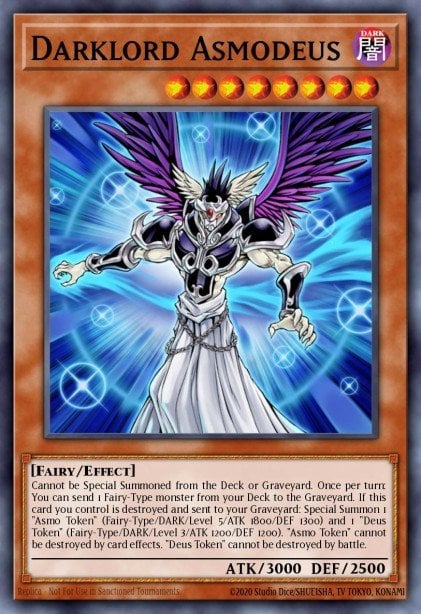 Darklord Asmodeus
DARK
闇
[Fairy/Effect]
Cannot be Special Summoned from the Deck or Graveyard. Once per turn:
You can send 1 Fairy-Type monster from your Deck to the Graveyard. If this
card you control is destroyed and sent to your Graveyard: Special Summon 1
"Asmo Token" (Fairy-Type/DARK/Level 5/ATK 1800/DEF 1300) and 1 "Deus
Token" (Fairy-Type/DARK/Level 3/ATK 1200/DEF 1200). "Asmo Token" cannot
be destroyed by card effects. "Deus Token" cannot be destroyed by battle.
ATK/3000 DEF/2500
Replica - Not For Use in Sanctioned Tournaments
©2020 Studio Dice/SHUEISHA, TV TOKYO, KONAMI